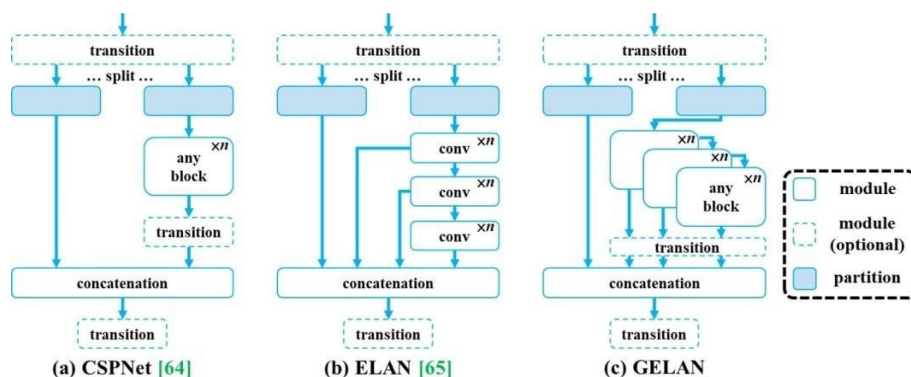 transition
... split ...
×n
any
block
transition
concatenation
transition
(a) CSPNet [64]
transition
... split ...
conv ×n
conv ×n
conv ×n
concatenation
transition
(b) ELAN [65]
transition
... split ...
×n
×n
×n
any
block
transition
concatenation
transition
(c) GELAN
module
module
(optional)
partition